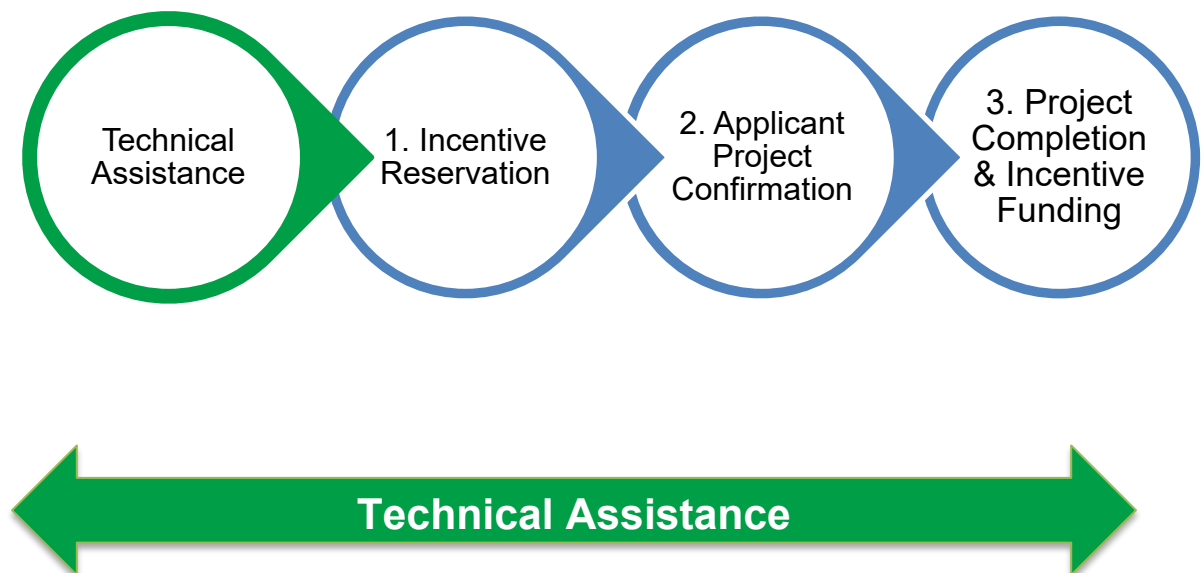 Technical
Assistance
1. Incentive
Reservation
2. Applicant
Project
Confirmation
3. Project
Completion
& Incentive
Funding
Technical Assistance